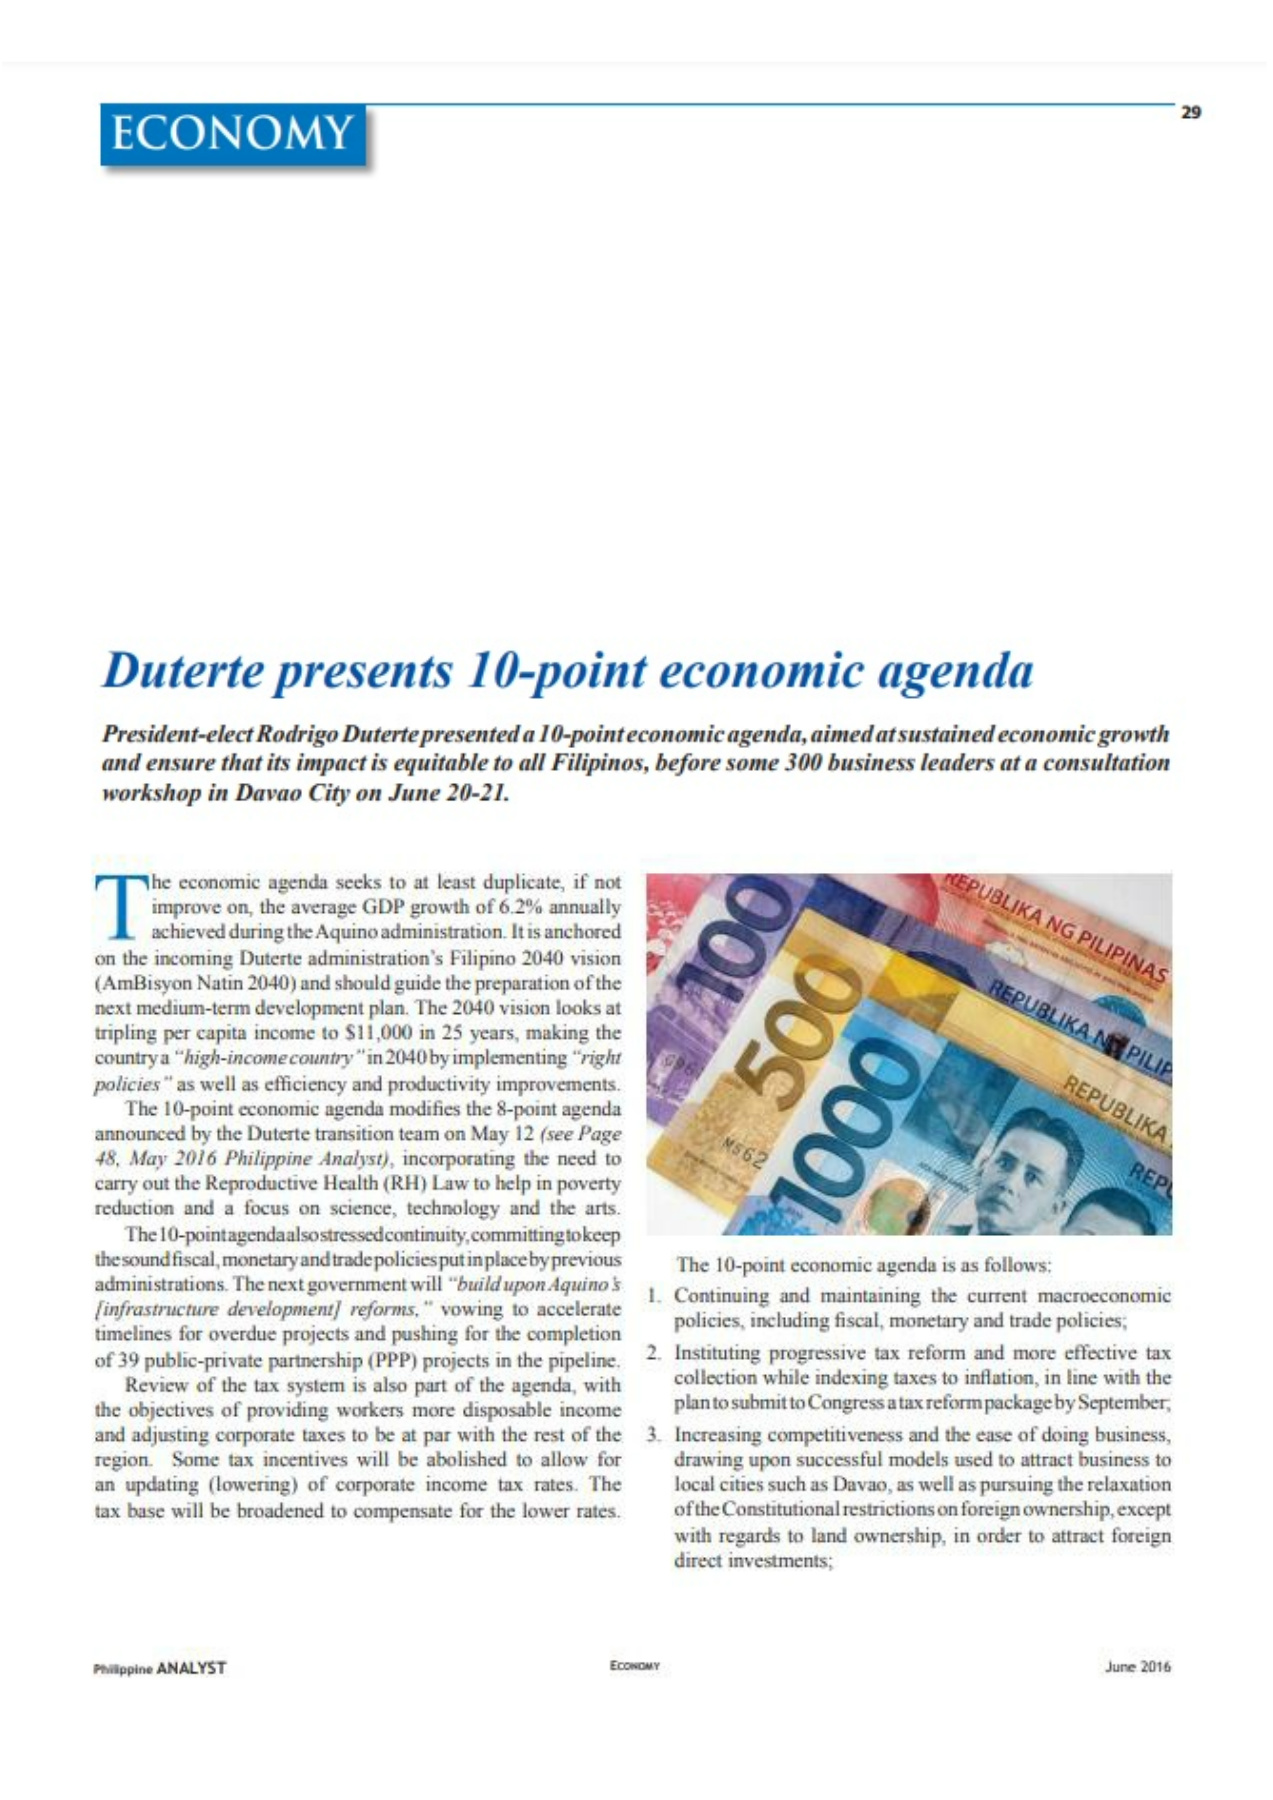 ECONOMY
29
Duterte presents 10-point economic agenda
President-elect Rodrigo Duterte presented a 10-point economic agenda, aimed at sustained economic growth
and ensure that its impact is equitable to all Filipinos, before some 300 business leaders at a consultation
workshop in Davao City on June 20-21.
The economic agenda seeks to at least duplicate, if not
improve on, the average GDP growth of 6.2% annually
achieved during the Aquino administration. It is anchored
on the incoming Duterte administration's Filipino 2040 vision
(AmBisyon Natin 2040) and should guide the preparation of the
next medium-term development plan. The 2040 vision looks at
tripling per capita income to $11,000 in 25 years, making the
country a "high-income country" in 2040 by implementing "right
policies" as well as efficiency and productivity improvements.
The 10-point economic agenda modifies the 8-point agenda
announced by the Duterte transition team on May 12 (see Page
48, May 2016 Philippine Analyst), incorporating the need to
carry out the Reproductive Health (RH) Law to help in poverty
reduction and a focus on science, technology and the arts.
The 10-point agenda also stressed continuity, committing to keep
the sound fiscal, monetary and trade policies put in place by previous
administrations. The next government will "build upon Aquino's
[infrastructure development] reforms," vowing to accelerate
timelines for overdue projects and pushing for the completion
of 39 public-private partnership (PPP) projects in the pipeline.
Review of the tax system is also part of the agenda, with
the objectives of providing workers more disposable income
and adjusting corporate taxes to be at par with the rest of the
region. Some tax incentives will be abolished to allow for
an updating (lowering) of corporate income tax rates. The
tax base will be broadened to compensate for the lower rates.
REPUBLIKA NG PILIPINAS
100
REPUBLIKA NG PILIP
500
REPUBLIKA
1000
REPU
G96
M562
The 10-point economic agenda is as follows:
1. Continuing and maintaining the current macroeconomic
policies, including fiscal, monetary and trade policies;
2. Instituting progressive tax reform and more effective tax
collection while indexing taxes to inflation, in line with the
plan to submit to Congress a tax reform package by September;
3. Increasing competitiveness and the ease of doing business,
drawing upon successful models used to attract business to
local cities such as Davao, as well as pursuing the relaxation
of the Constitutional restrictions on foreign ownership, except
with regards to land ownership, in order to attract foreign
direct investments;
Philippine ANALYST
ECONOMY
June 2016